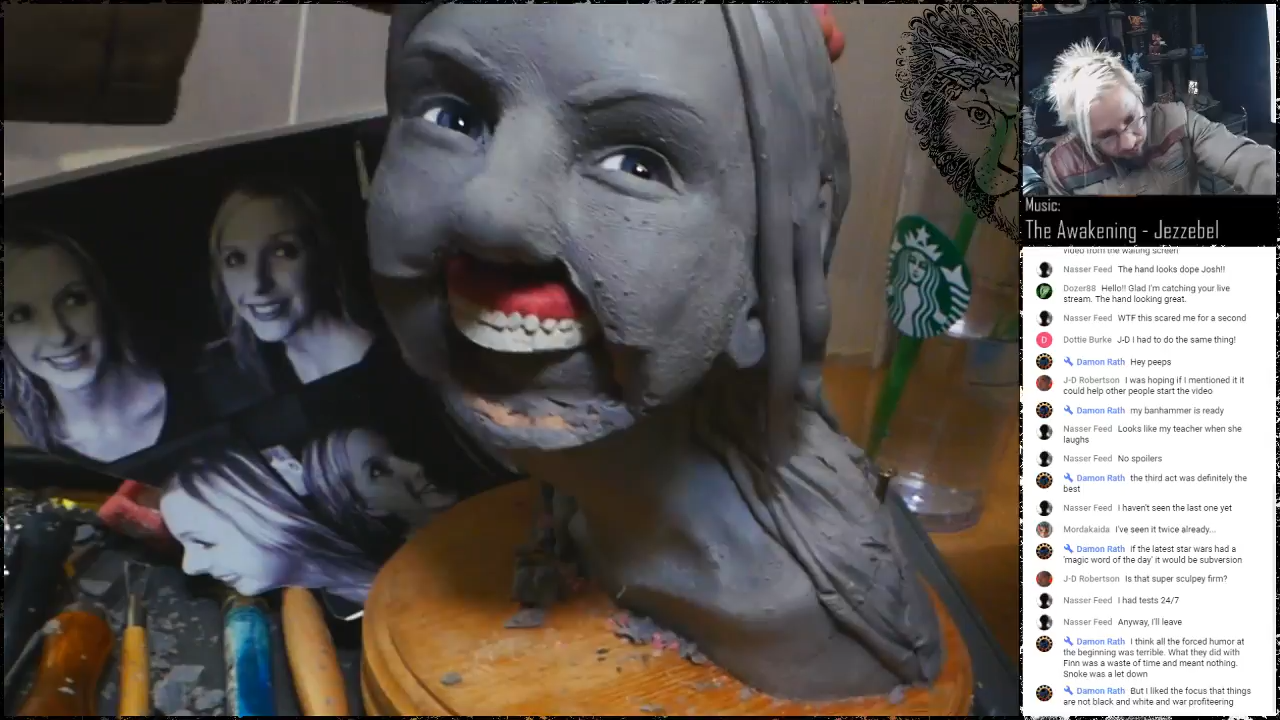 Music:
The Awakening - Jezzebel
video from the waiting screen
Nasser Feed The hand looks dope Josh!!
Dozer88 Hello!! Glad I'm catching your live
stream. The hand looking great.
Nasser Feed WTF this scared me for a second
D
Dottie Burke J-D I had to do the same thing!
Damon Rath Hey peeps
J-D Robertson I was hoping if I mentioned it it
could help other people start the video
Damon Rath my banhammer is ready
Nasser Feed Looks like my teacher when she
laughs
Nasser Feed No spoilers
Damon Rath the third act was definitely the
best
Nasser Feed I haven't seen the last one yet
Mordakaida I've seen it twice already...
Damon Rath if the latest star wars had a
'magic word of the day' it would be subversion
J-D Robertson Is that super sculpey firm?
Nasser Feed I had tests 24/7
Nasser Feed Anyway, I'll leave
Damon Rath I think all the forced humor at
the beginning was terrible. What they did with
Finn was a waste of time and meant nothing.
Snoke was a let down
Damon Rath But I liked the focus that things
are not black and white and war profiteering